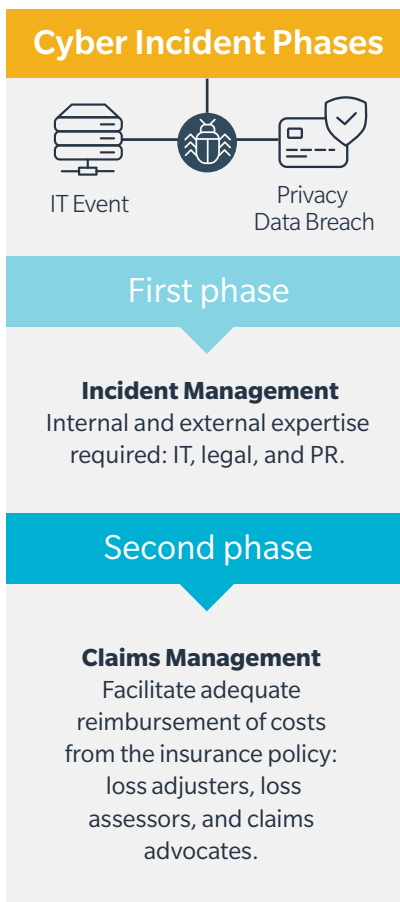 Cyber Incident Phases
IT Event
Privacy
Data Breach
First phase
Incident Management
Internal and external expertise
required: IT, legal, and PR.
Second phase
Claims Management
Facilitate adequate
reimbursement of costs
from the insurance policy:
loss adjusters, loss
assessors, and claims
advocates.